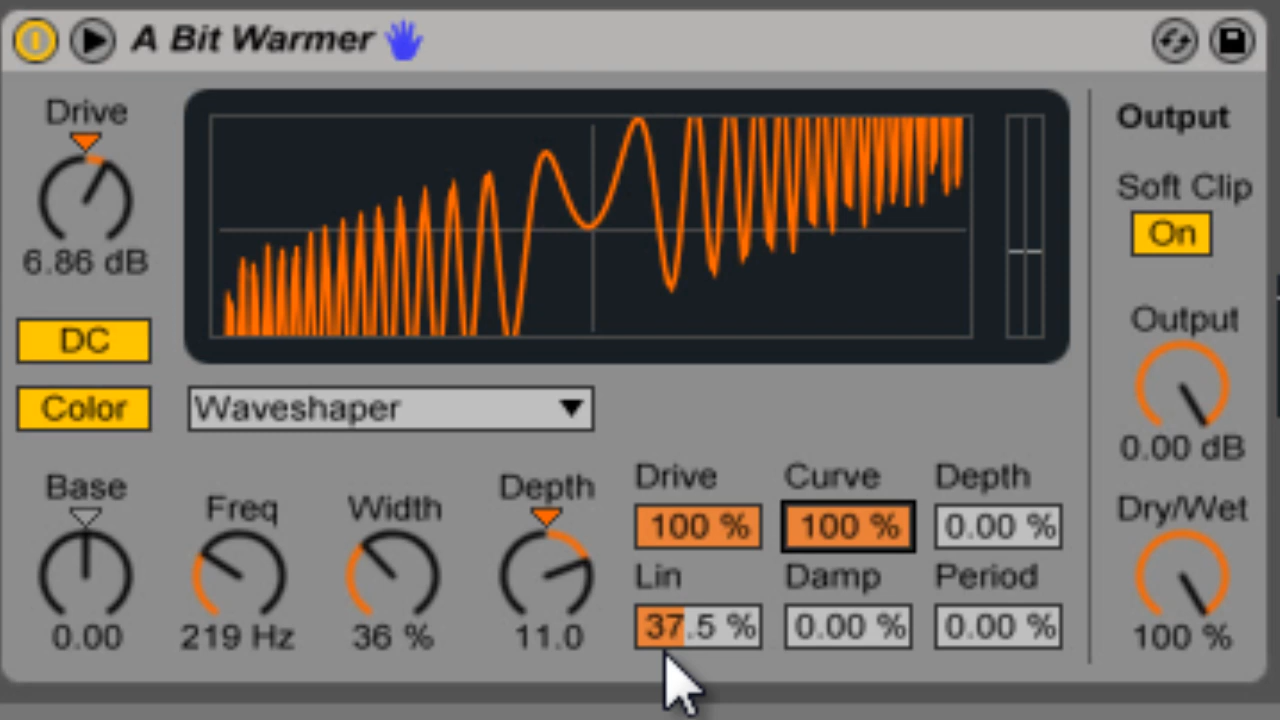 A Bit Warmer
Drive
6.86 dB
DC
Color
Waveshaper
Base
0.00
Freq
219 Hz
Width
36 %
Depth
11.0
Drive
100 %
Curve
100 %
Depth
0.00 %
Lin
37.5 %
Damp
0.00 %
Period
0.00 %
Output
Soft Clip
On
Output
0.00 dB
Dry/Wet
100 %